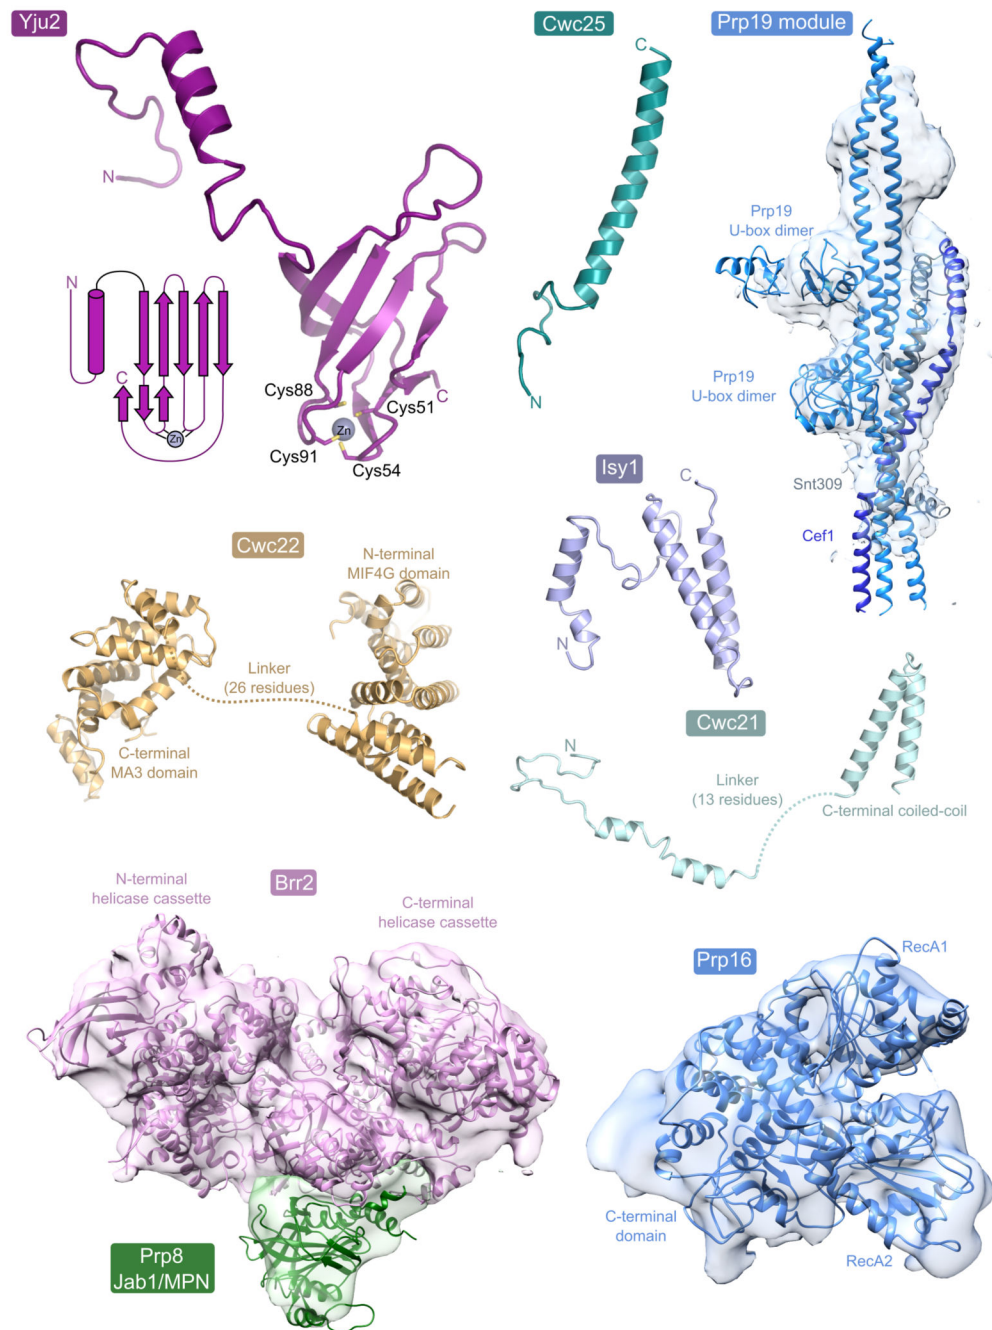 Yju2
N
N
C
Zn
Cys88
Cys51
C
Zn
Cys91
Cys54
Cwc25
C
N
Prp19 module
Prp19
U-box dimer
Prp19
U-box dimer
Snt309
Cef1
Isy1
C
N
Cwc22
N-terminal
MIF4G domain
Linker
(26 residues)
C-terminal
MA3 domain
Cwc21
N
Linker
(13 residues)
C-terminal coiled-coil
Brr2
N-terminal
helicase cassette
C-terminal
helicase cassette
Prp8
Jab1/MPN
Prp16
RecA1
C-terminal
domain
RecA2